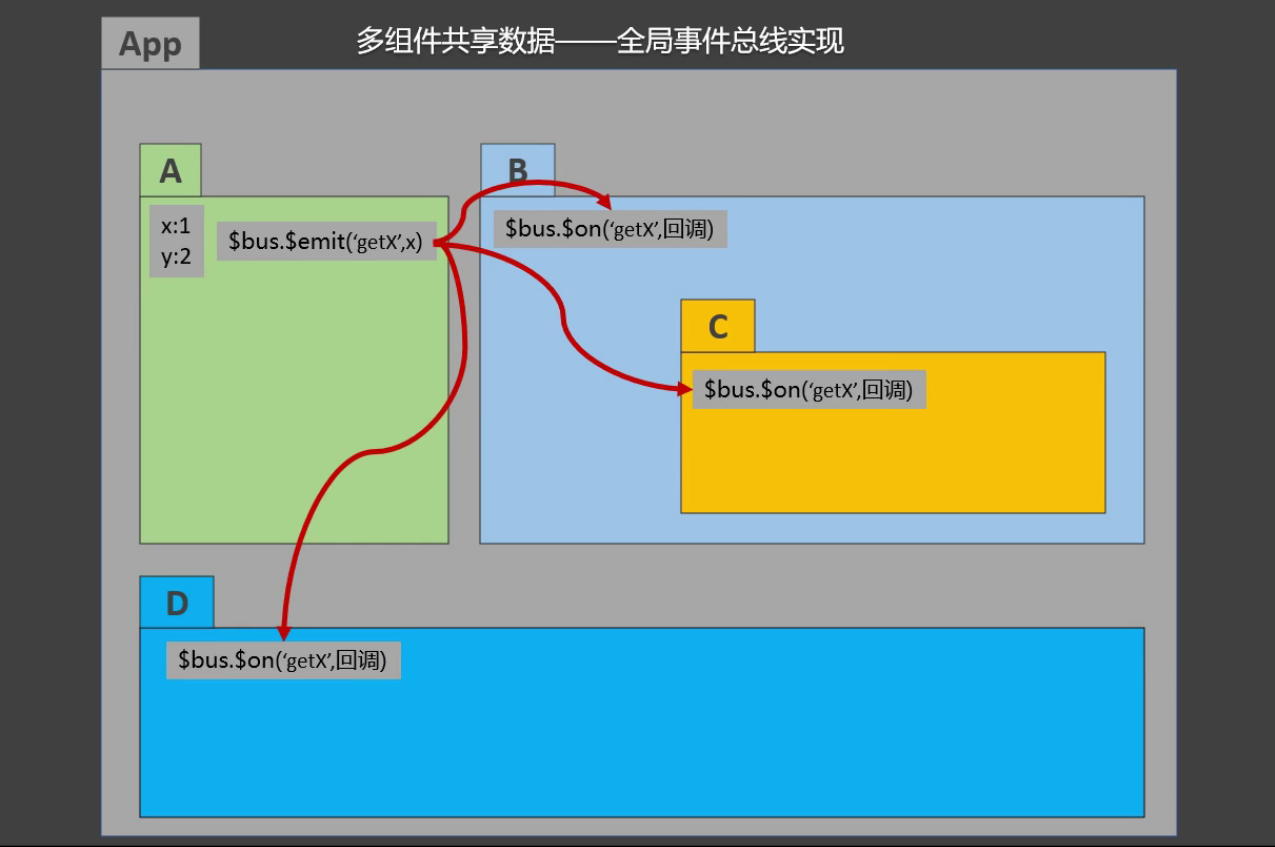 App
多组件共享数据——全局事件总线实现
A
B
x:1
y:2
$bus.$emit(‘getX’,x)
$bus.$on(‘getX’,回调)
C
$bus.$on(‘getX’,回调)
D
$bus.$on(‘getX’,回调)